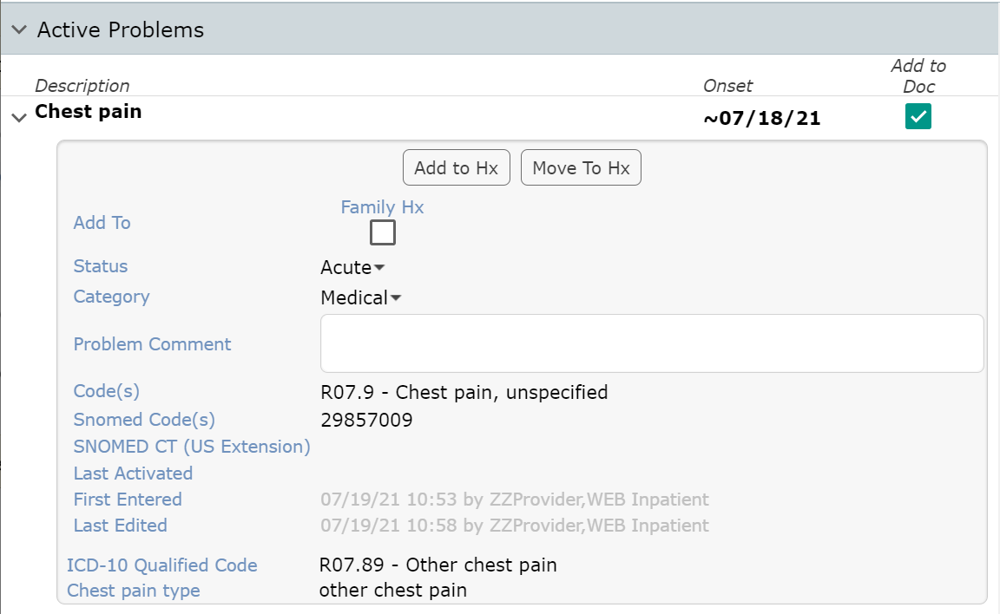 Active Problems
Description Onset Add to Doc
Chest pain ~07/18/21
Add to Hx Move To Hx
Family Hx
Add To
Status Acute
Category Medical
Problem Comment
Code(s) R07.9 - Chest pain, unspecified
Snomed Code(s) 29857009
SNOMED CT (US Extension)
Last Activated
First Entered 07/19/21 10:53 by ZZProvider,WEB Inpatient
Last Edited 07/19/21 10:58 by ZZProvider,WEB Inpatient
ICD-10 Qualified Code R07.89 - Other chest pain
Chest pain type other chest pain